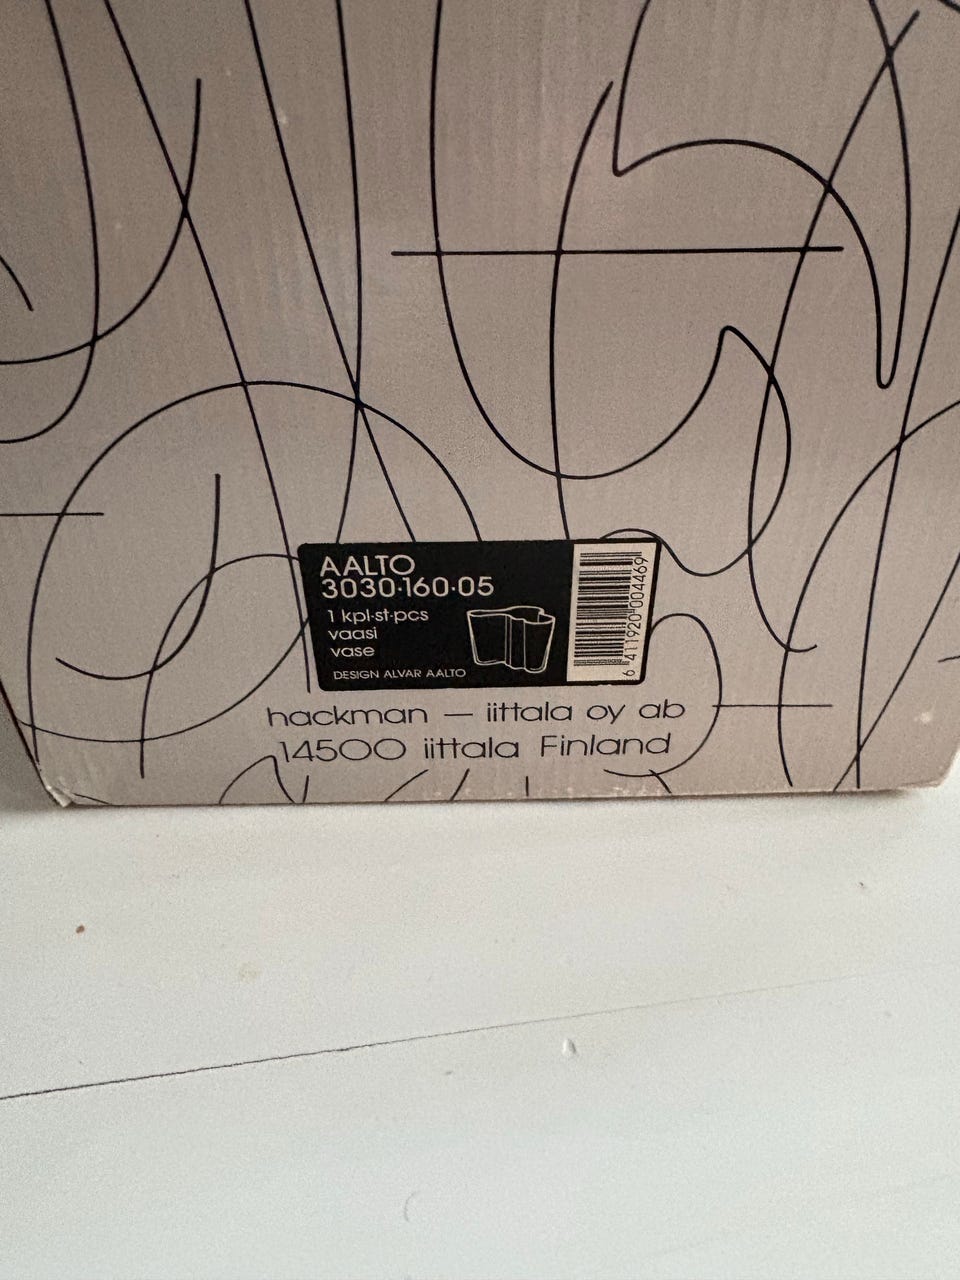 AALTO
3030·160·05
1 kpl·st·pcs
vaasi
vase
DESIGN ALVAR AALTO
6 411920 004469
hackman — iittala oy ab
14500 iittala Finland